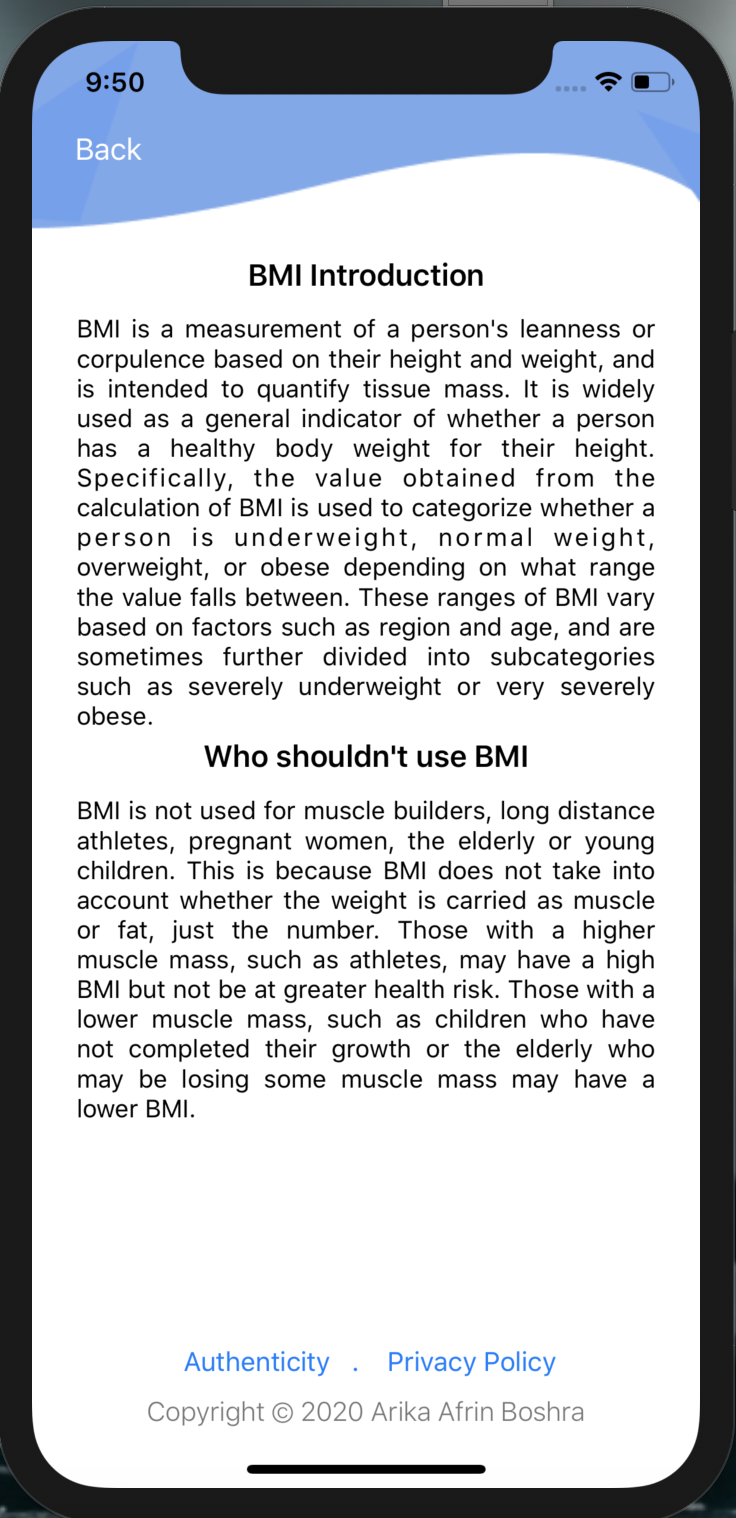 9:50
Back
BMI Introduction
BMI is a measurement of a person's leanness or
corpulence based on their height and weight, and
is intended to quantify tissue mass. It is widely
used as a general indicator of whether a person
has a healthy body weight for their height.
Specifically, the value obtained from the
calculation of BMI is used to categorize whether a
person is underweight, normal weight,
overweight, or obese depending on what range
the value falls between. These ranges of BMI vary
based on factors such as region and age, and are
sometimes further divided into subcategories
such as severely underweight or very severely
obese.
Who shouldn't use BMI
BMI is not used for muscle builders, long distance
athletes, pregnant women, the elderly or young
children. This is because BMI does not take into
account whether the weight is carried as muscle
or fat, just the number. Those with a higher
muscle mass, such as athletes, may have a high
BMI but not be at greater health risk. Those with a
lower muscle mass, such as children who have
not completed their growth or the elderly who
may be losing some muscle mass may have a
lower BMI.
Authenticity . Privacy Policy
Copyright © 2020 Arika Afrin Boshra